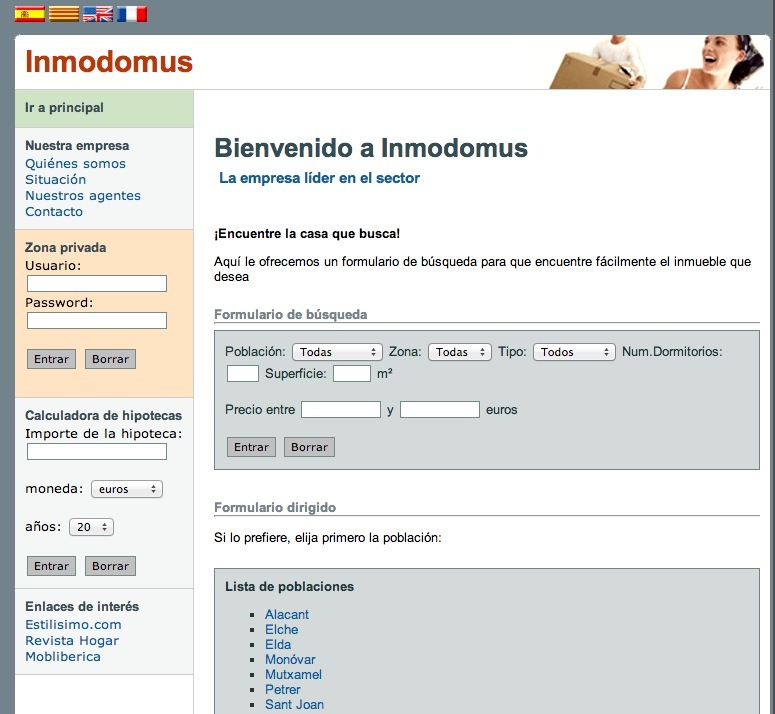 Inmodomus
Ir a principal
Nuestra empresa
Quiénes somos
Situación
Nuestros agentes
Contacto
Zona privada
Usuario:
Password:
Entrar Borrar
Calculadora de hipotecas
Importe de la hipoteca:
moneda: euros
años: 20
Entrar Borrar
Enlaces de interés
Estilisimo.com
Revista Hogar
Mobliberica
Bienvenido a Inmodomus
La empresa líder en el sector
¡Encuentre la casa que busca!
Aquí le ofrecemos un formulario de búsqueda para que encuentre fácilmente el inmueble que
desea
Formulario de búsqueda
Población: Todas Zona: Todas Tipo: Todos Num.Dormitorios:
Superficie: m²
Precio entre y euros
Entrar Borrar
Formulario dirigido
Si lo prefiere, elija primero la población:
Lista de poblaciones
Alacant
Elche
Elda
Monóvar
Mutxamel
Petrer
Sant Joan